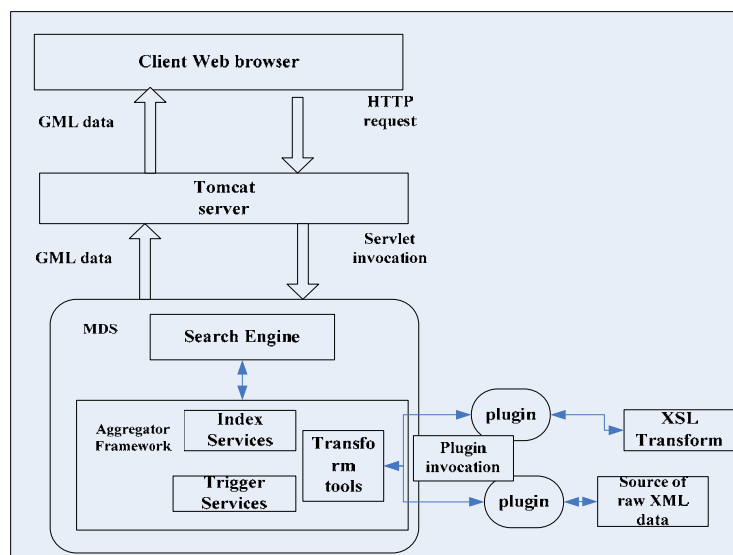 Client Web browser
GML data
HTTP
request
Tomcat
server
GML data
Servlet
invocation
MDS
Search Engine
Aggregator
Framework
Index
Services
Transfo
rm
tools
Trigger
Services
Plugin
invocation
plugin
XSL
Transform
plugin
Source of
raw XML
data